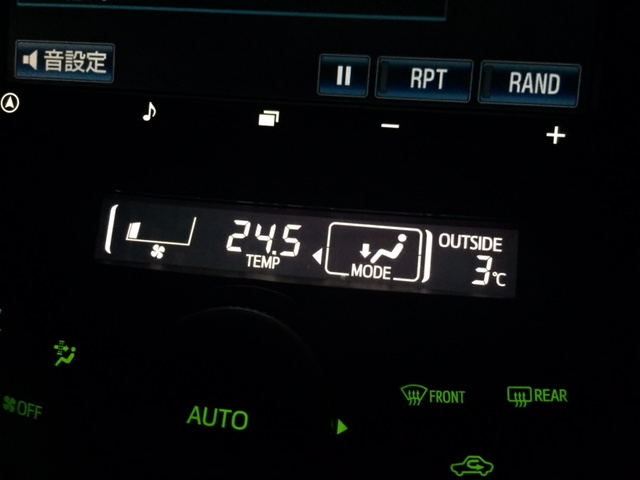 音設定
RPT
RAND
24.5
TEMP
MODE
OUTSIDE
3℃
FRONT
REAR
OFF
AUTO